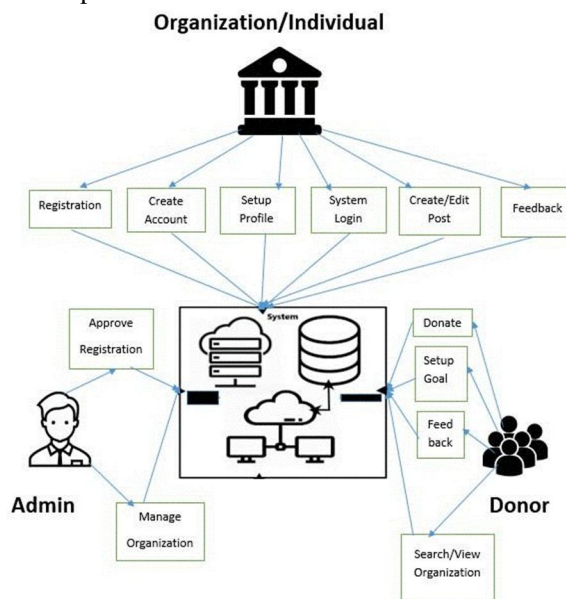 Organization/Individual
Registration
Create
Account
Setup
Profile
System
Login
Create/Edit
Post
Feedback
System
Approve
Registration
Donate
Setup
Goal
Feed
back
Admin
Donor
Manage
Organization
Search/View
Organization